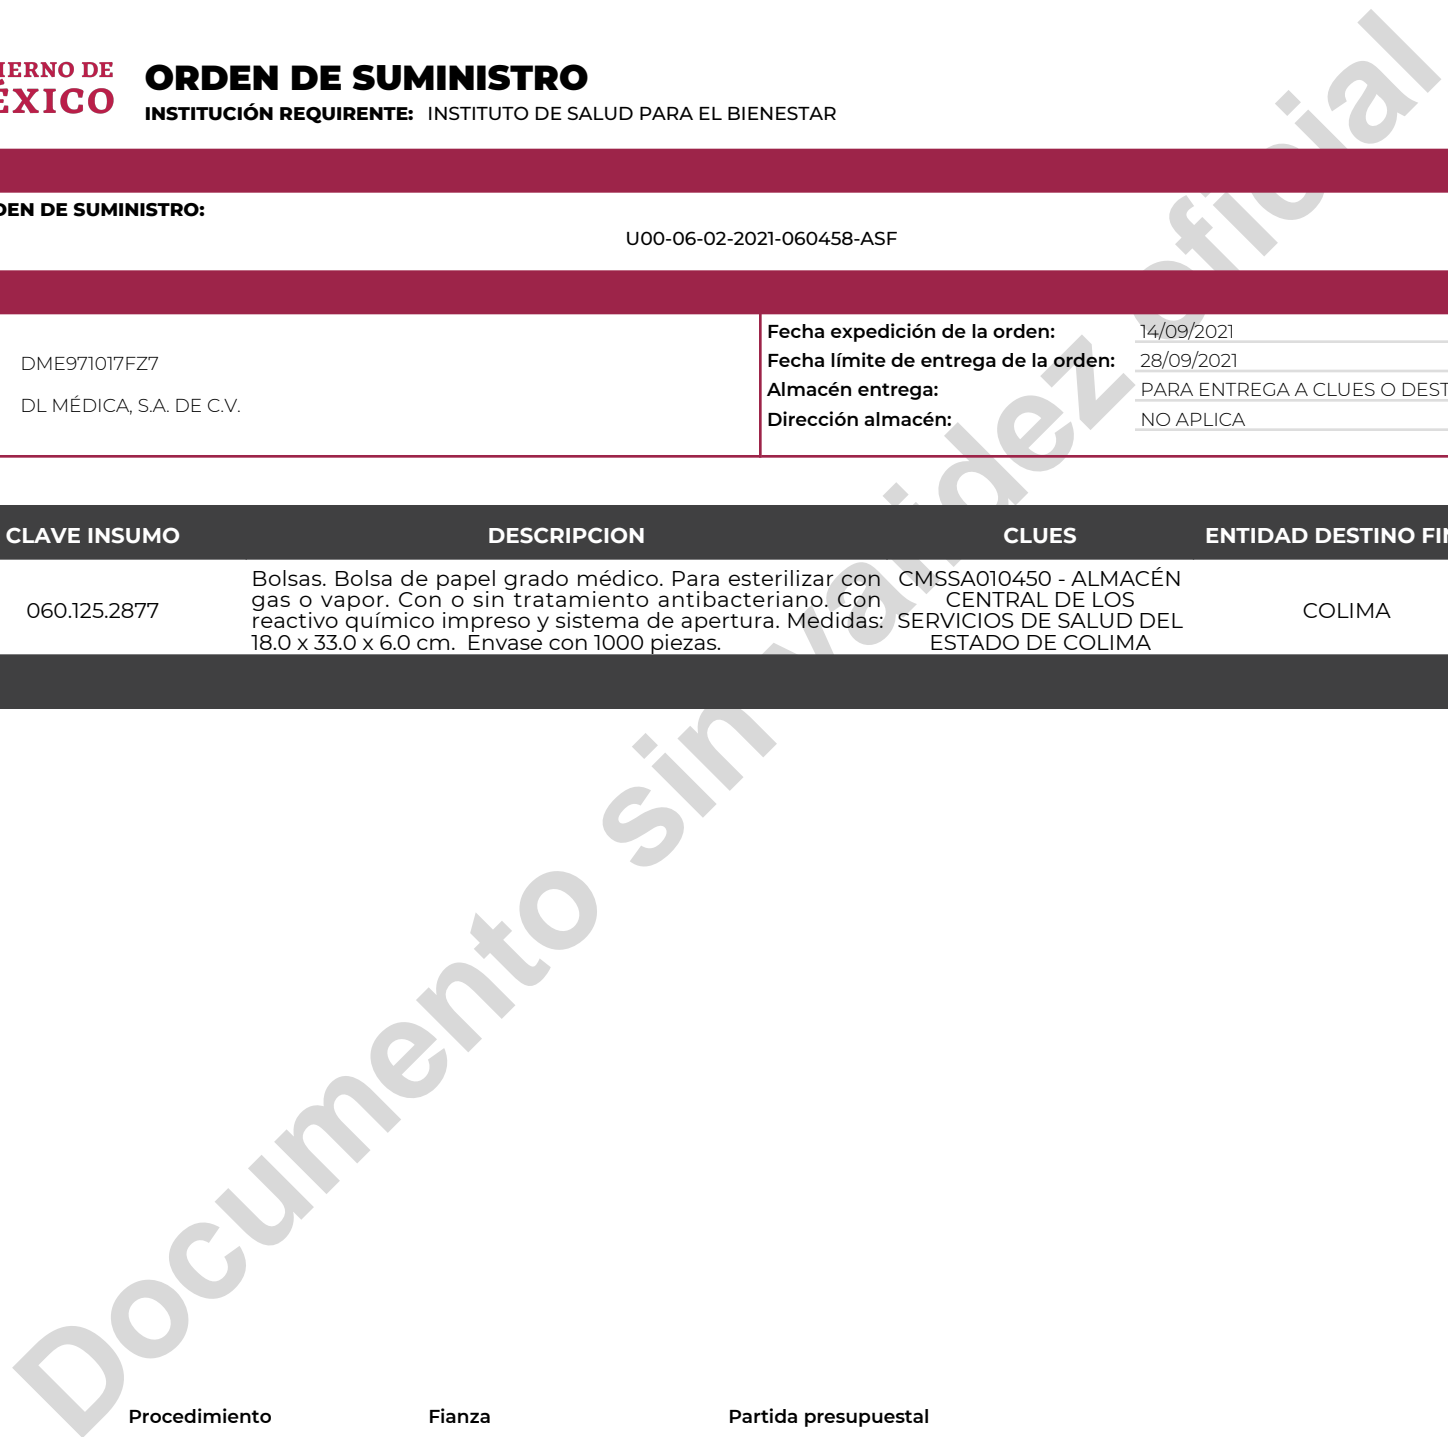 IERNO DE
ÉXICO
ORDEN DE SUMINISTRO
INSTITUCIÓN REQUIRENTE: INSTITUTO DE SALUD PARA EL BIENESTAR
DEN DE SUMINISTRO:
U00-06-02-2021-060458-ASF
DME971017FZ7
DL MÉDICA, S.A. DE C.V.
Fecha expedición de la orden: 14/09/2021
Fecha límite de entrega de la orden: 28/09/2021
Almacén entrega: PARA ENTREGA A CLUES O DEST
Dirección almacén: NO APLICA
CLAVE INSUMO DESCRIPCION CLUES ENTIDAD DESTINO FIN
060.125.2877
Bolsas. Bolsa de papel grado médico. Para esterilizar con
gas o vapor. Con o sin tratamiento antibacteriano. Con
reactivo químico impreso y sistema de apertura. Medidas:
18.0 x 33.0 x 6.0 cm. Envase con 1000 piezas.
CMSSA010450 - ALMACÉN
CENTRAL DE LOS
SERVICIOS DE SALUD DEL
ESTADO DE COLIMA
COLIMA
Documento sin validez oficial
Procedimiento Fianza Partida presupuestal